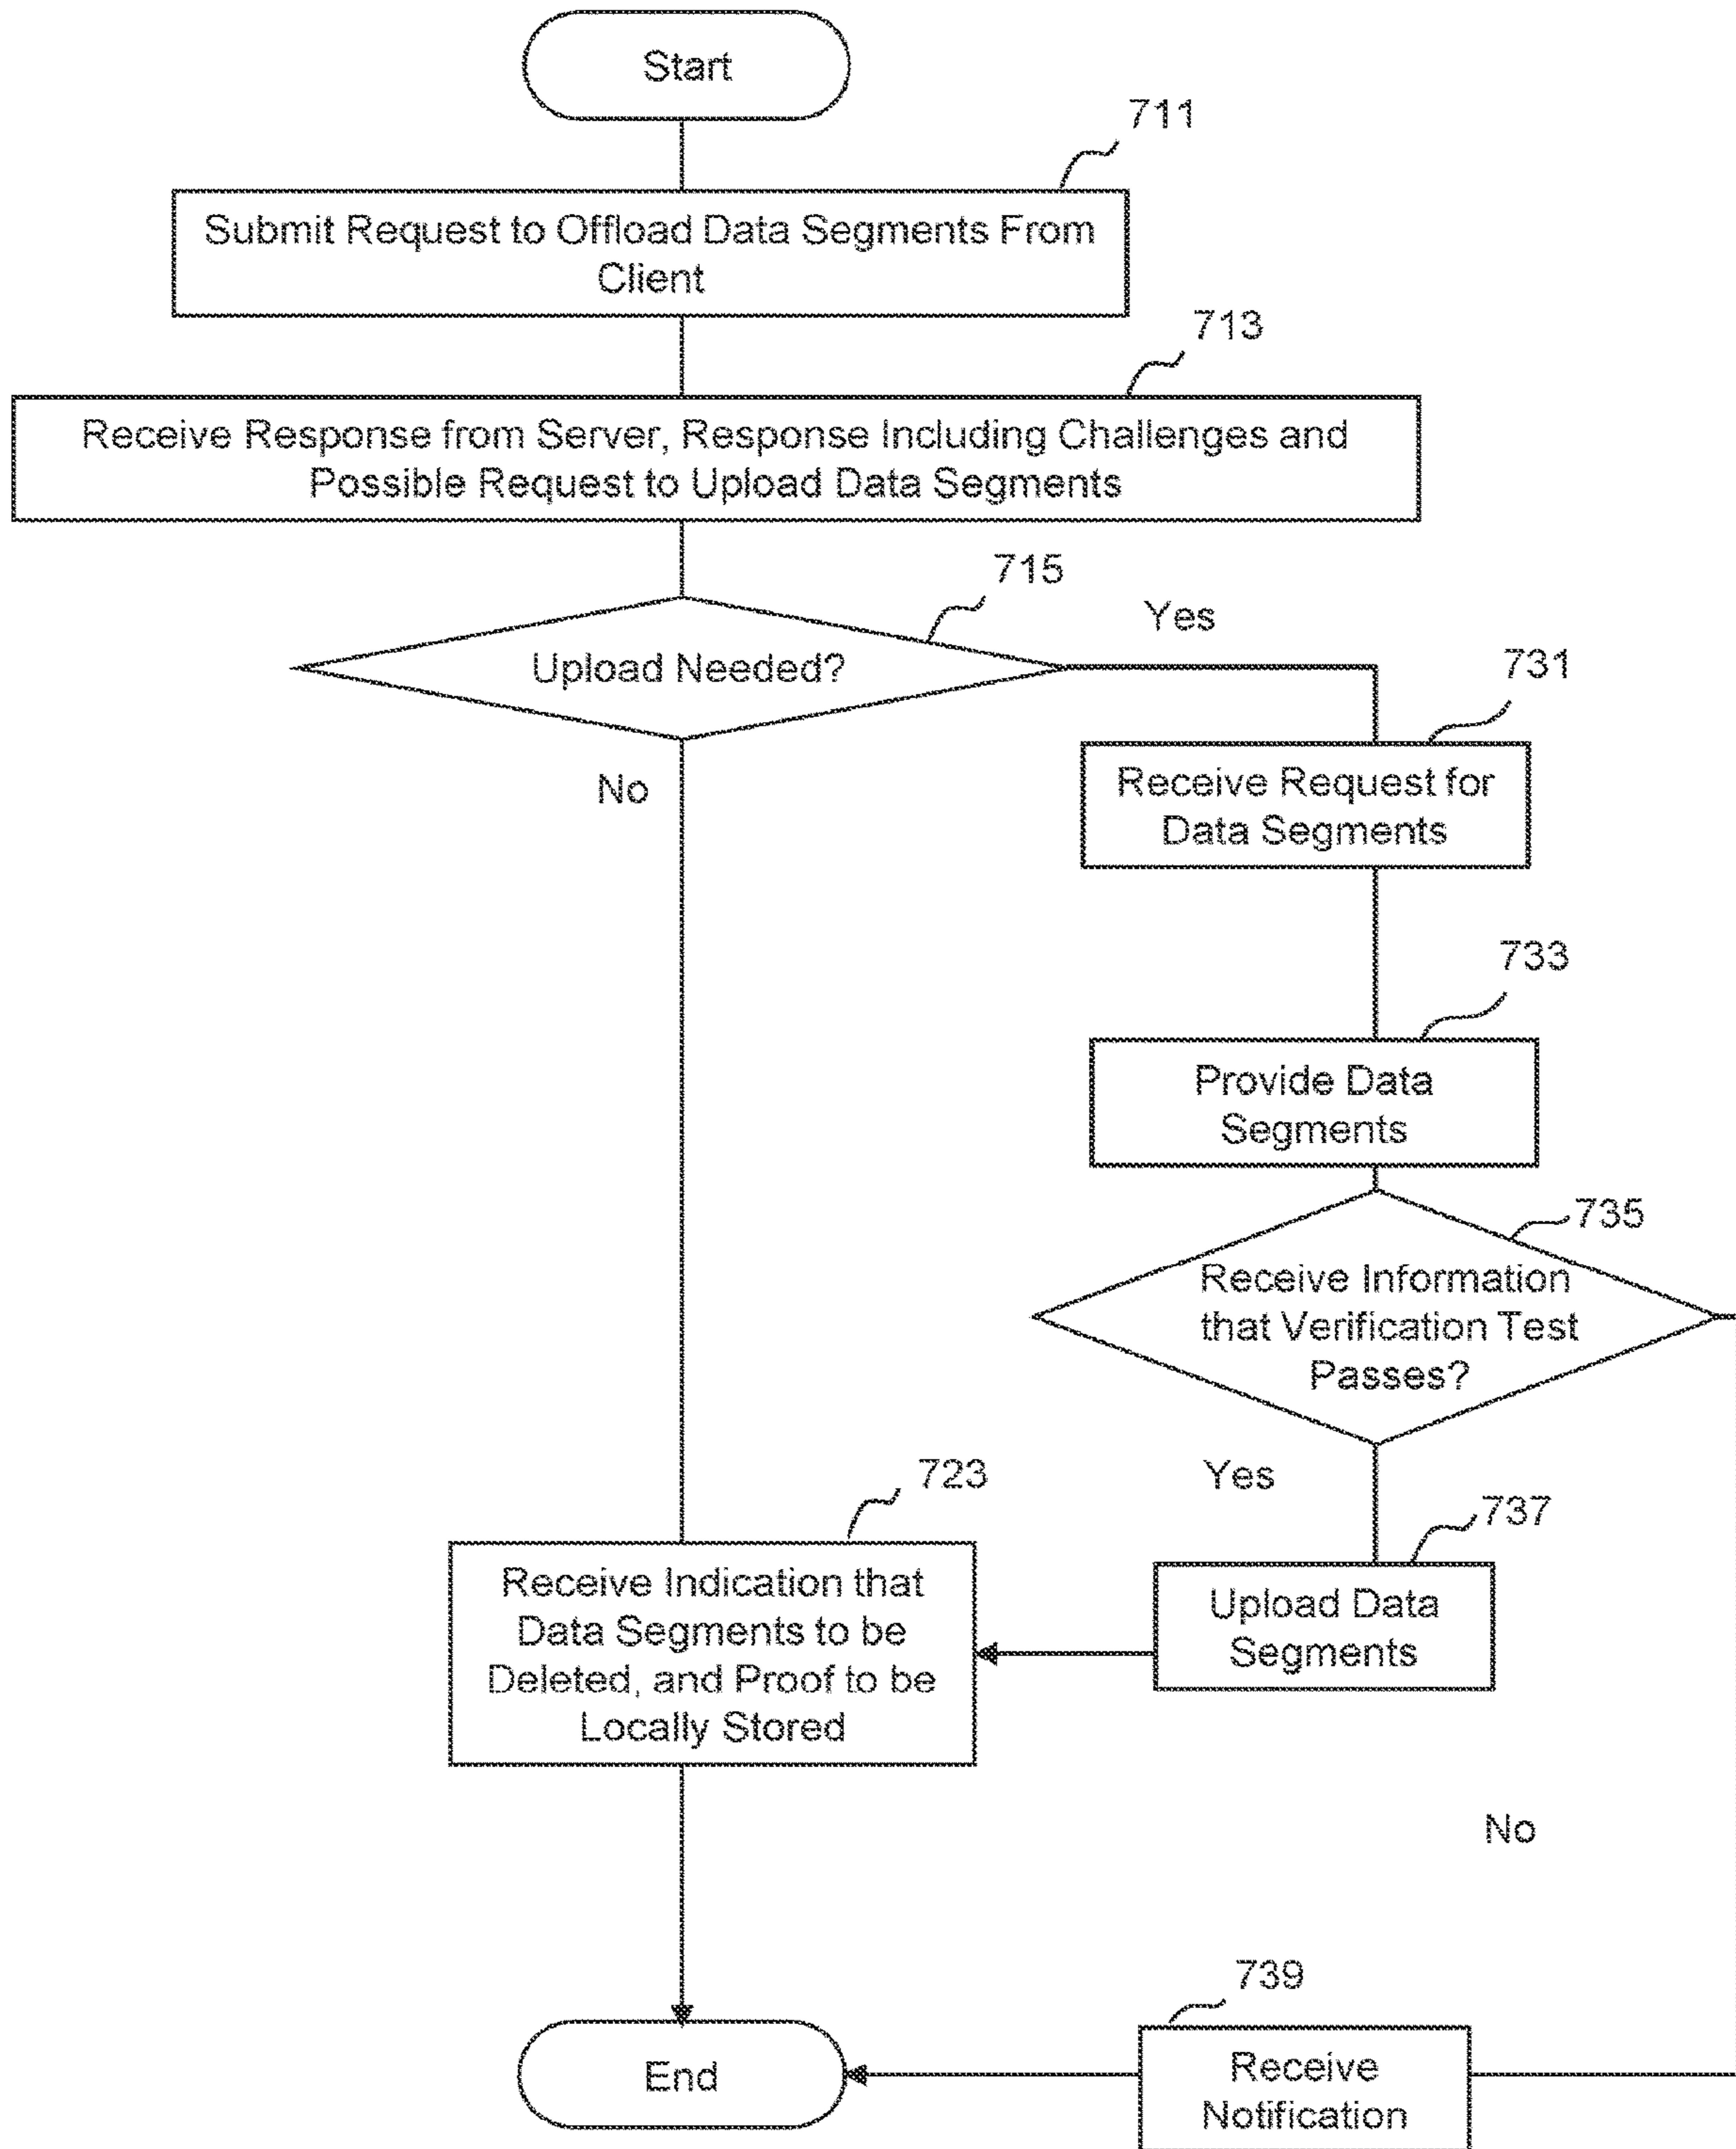 Start
711
Submit Request to Offload Data Segments From
Client
713
Receive Response from Server, Response Including Challenges and
Possible Request to Upload Data Segments
715
Yes
Upload Needed?
731
No
Receive Request for
Data Segments
733
Provide Data
Segments
735
Receive Information
that Verification Test
Passes?
Yes
723
737
Receive Indication that
Data Segments to be
Deleted, and Proof to be
Locally Stored
Upload Data
Segments
No
739
End
Receive
Notification